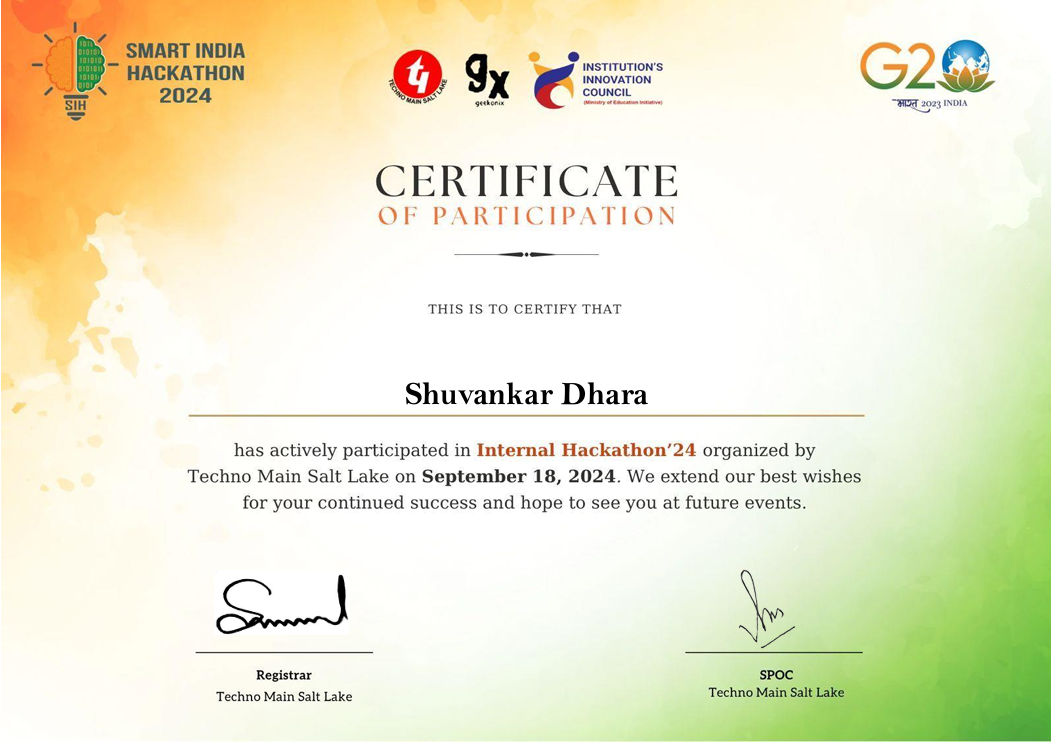 SMART INDIA
HACKATHON
2024
SIH
TECHNO MAIN SALT LAKE
gx
geekonix
INSTITUTION'S
INNOVATION
COUNCIL
(Ministry of Education Initiative)
G20
भारत 2023 INDIA
CERTIFICATE
OF PARTICIPATION
THIS IS TO CERTIFY THAT
Shuvankar Dhara
has actively participated in Internal Hackathon’24 organized by
Techno Main Salt Lake on September 18, 2024. We extend our best wishes
for your continued success and hope to see you at future events.
Registrar
Techno Main Salt Lake
SPOC
Techno Main Salt Lake